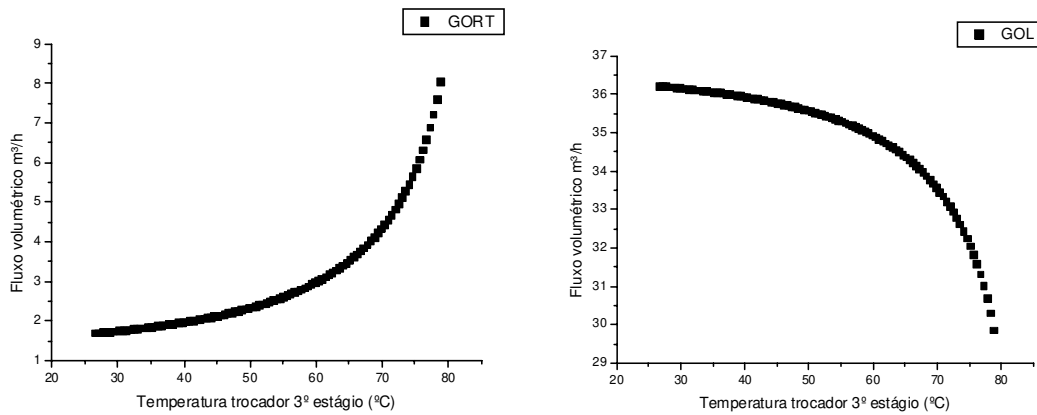 GORT
9
8
7
6
5
4
3
2
1
20 30 40 50 60 70 80
Fluxo volumétrico m³/h
Temperatura trocador 3º estágio (ºC)
GOL
37
36
35
34
33
32
31
30
29
20 30 40 50 60 70 80
Fluxo volumétrico m³/h
Temperatura trocador 3º estágio (ºC)